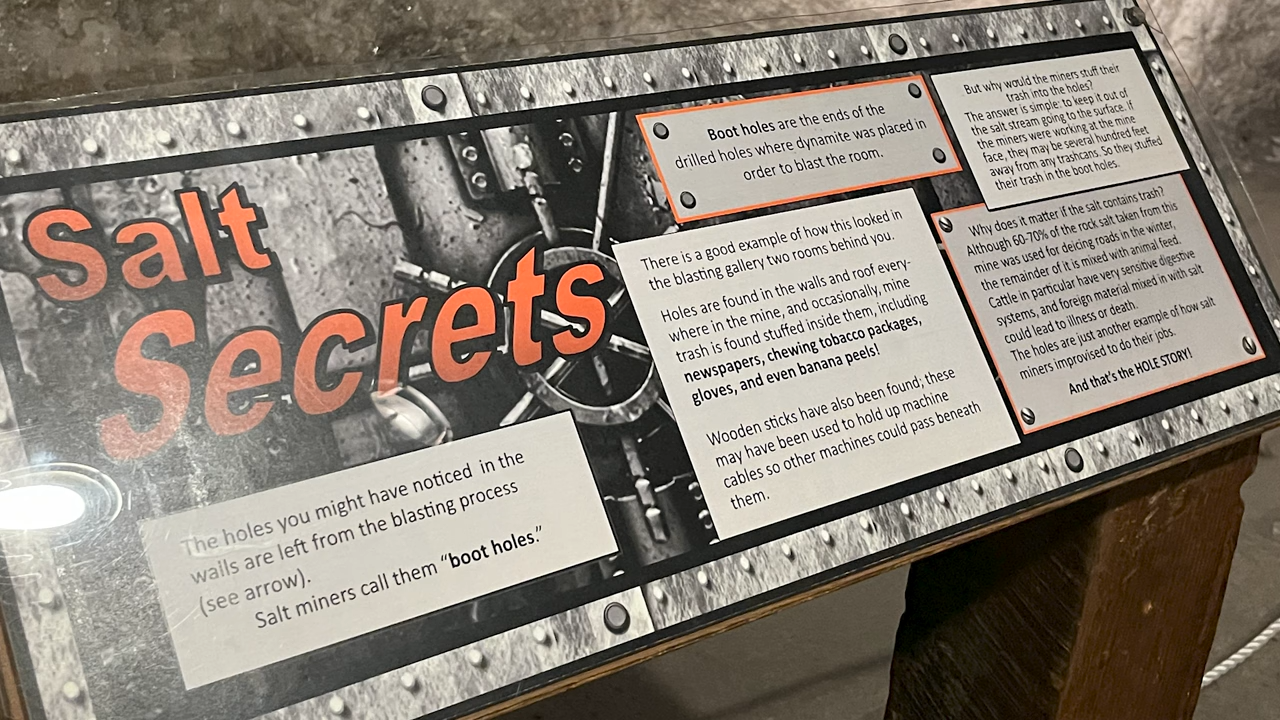 Salt
Secrets
The holes you might have noticed in the
walls are left from the blasting process
(see arrow).
Salt miners call them "boot holes."
Boot holes are the ends of the
drilled holes where dynamite was placed in
order to blast the room.
There is a good example of how this looked in
the blasting gallery two rooms behind you.
Holes are found in the walls and roof every-
where in the mine, and occasionally, mine
trash is found stuffed inside them, including
newspapers, chewing tobacco packages,
gloves, and even banana peels!
Wooden sticks have also been found; these
may have been used to hold up machine
cables so other machines could pass beneath
them.
But why would the miners stuff their
trash into the holes?
The answer is simple: to keep it out of
the salt stream going to the surface. If
the miners were working at the mine
face, they may be several hundred feet
away from any trashcans. So they stuffed
their trash in the boot holes.
Why does it matter if the salt contains trash?
Although 60-70% of the rock salt taken from this
mine was used for deicing roads in the winter,
the remainder of it is mixed with animal feed.
Cattle in particular have very sensitive digestive
systems, and foreign material mixed in with salt
could lead to illness or death.
The holes are just another example of how salt
miners improvised to do their jobs.
And that's the HOLE STORY!